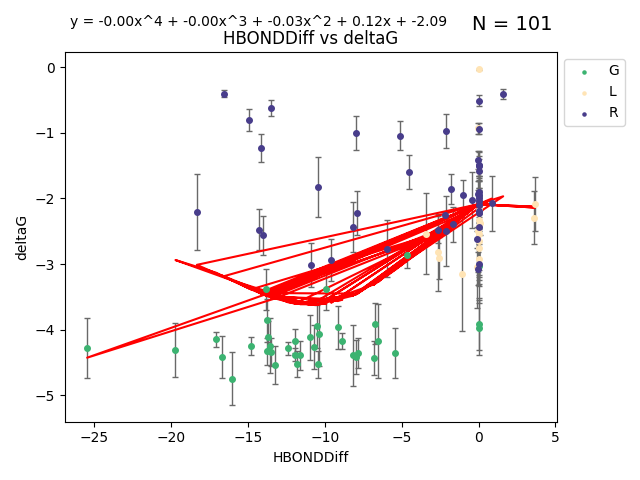 y = -0.00x^4 + -0.00x^3 + -0.03x^2 + 0.12x + -2.09
N = 101
HBONDDiff vs deltaG
G
L
R
deltaG
0
−1
−2
−3
−4
−5
−25
−20
−15
−10
−5
0
5
HBONDDiff